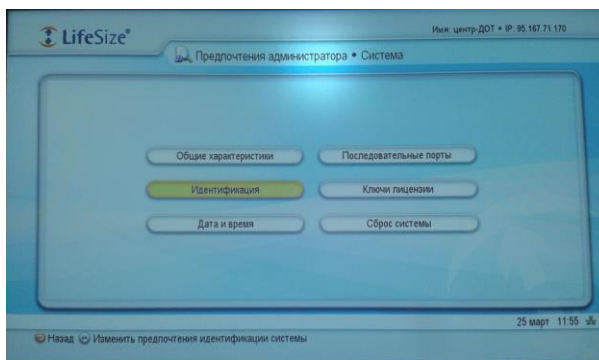 LifeSize®
Имя: центр-ДОТ • IP: 95.167.71.170
Предпочтения администратора • Система
Общие характеристики
Последовательные порты
Идентификация
Ключи лицензии
Дата и время
Сброс системы
25 март 11:55
Назад Изменить предпочтения идентификации системы